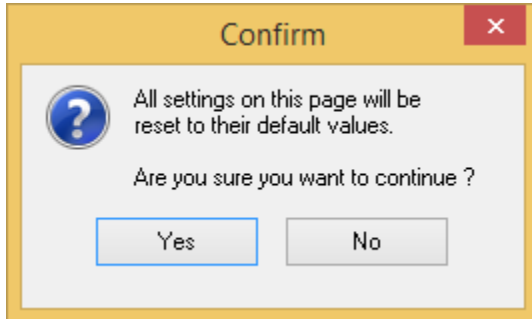 Confirm
All settings on this page will be
reset to their default values.
Are you sure you want to continue ?
Yes
No